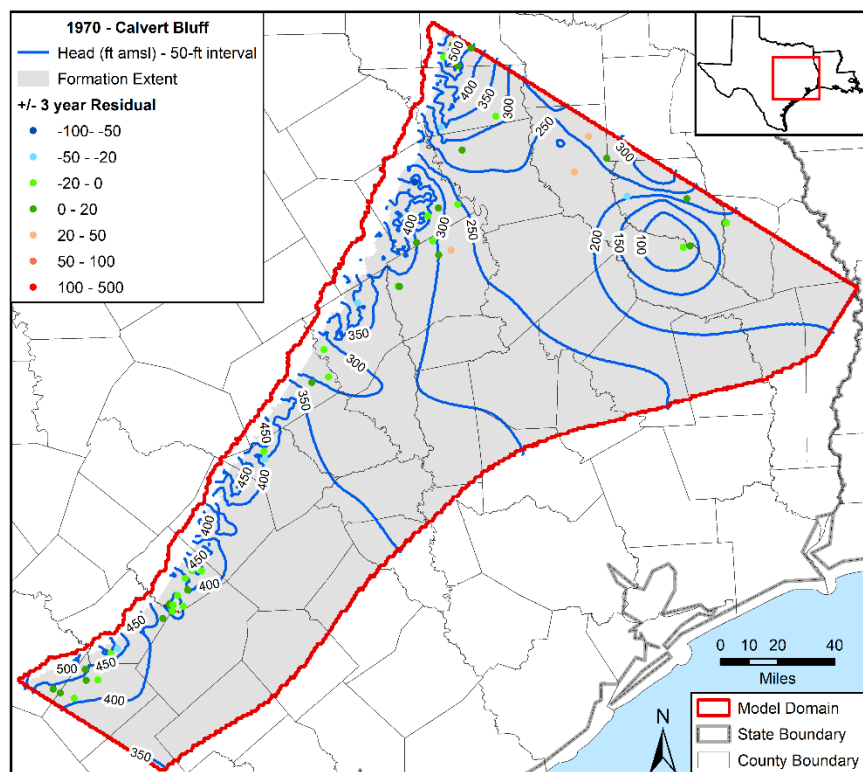 1970 - Calvert Bluff
Head (ft amsl) - 50-ft interval
Formation Extent
+/- 3 year Residual
-100- -50
-50 - -20
-20 - 0
0 - 20
20 - 50
50 - 100
100 - 500
500
400
350
300
250
300
400
300
250
200
150
100
350
300
350
450
450
400
400
450
400
450
500
450
400
350
0 20 40
Miles
N
Model Domain
State Boundary
County Boundary